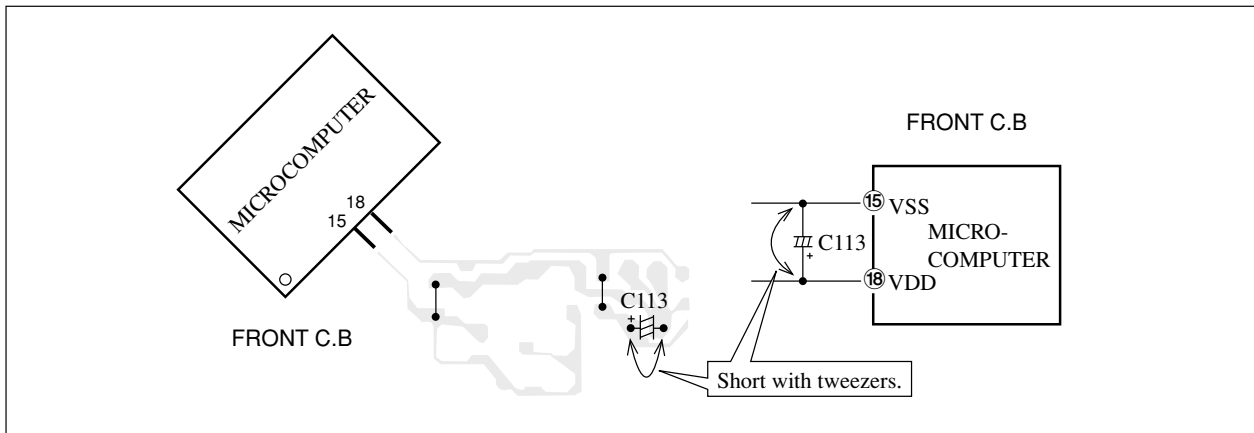 MICROCOMPUTER
18
15
FRONT C.B
C113
+
Short with tweezers.
FRONT C.B
15 VSS
C113
+
MICRO-
COMPUTER
18 VDD